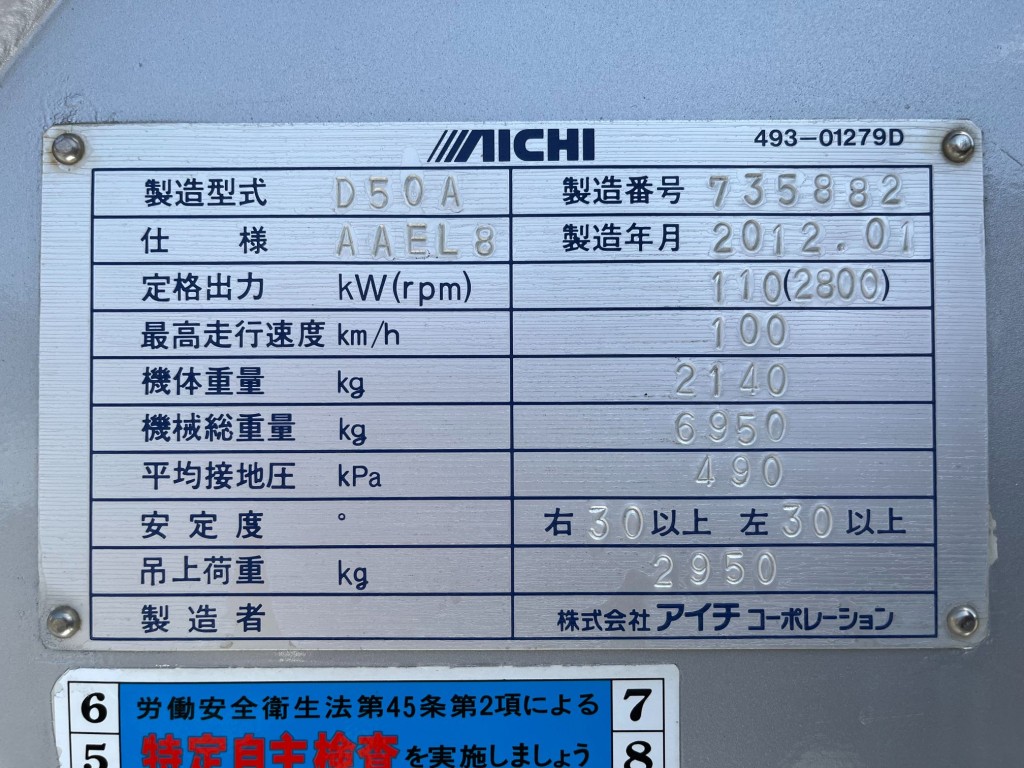 AICHI 493-01279D
製造型式 D50A 製造番号 735882
仕様 AAEL8 製造年月 2012.01
定格出力 kW(rpm) 110(2800)
最高走行速度 km/h 100
機体重量 kg 2140
機械総重量 kg 6950
平均接地圧 kPa 490
安定度 ° 右30以上 左30以上
吊上荷重 kg 2950
製造者 株式会社アイチコーポレーション
6 労働安全衛生法第45条第2項による 7
5 特定自主検査を実施しましょう 8